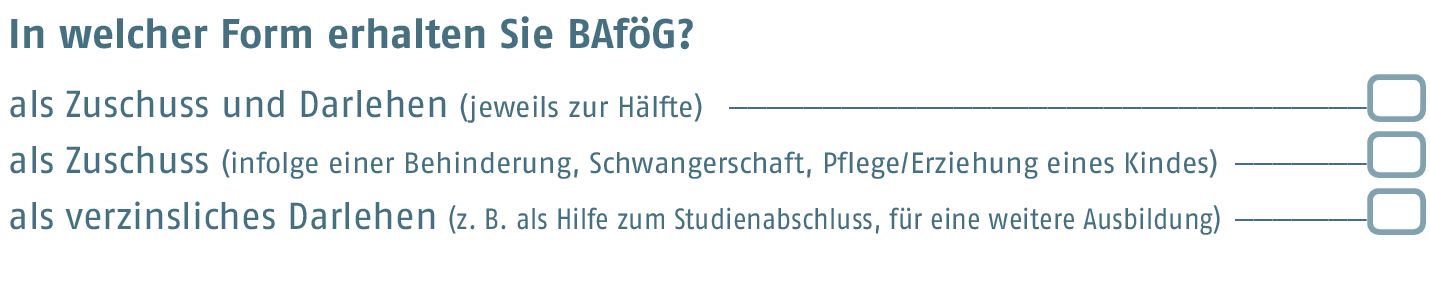 In welcher Form erhalten Sie BAföG?
als Zuschuss und Darlehen (jeweils zur Hälfte)
als Zuschuss (infolge einer Behinderung, Schwangerschaft, Pflege/Erziehung eines Kindes)
als verzinsliches Darlehen (z. B. als Hilfe zum Studienabschluss, für eine weitere Ausbildung)